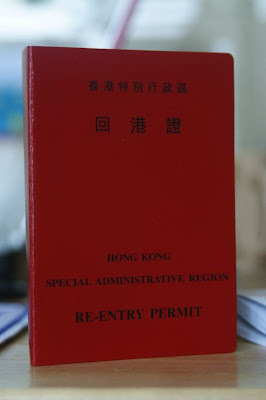 香港特別行政區
回港證
HONG KONG
SPECIAL ADMINISTRATIVE REGION
RE-ENTRY PERMIT